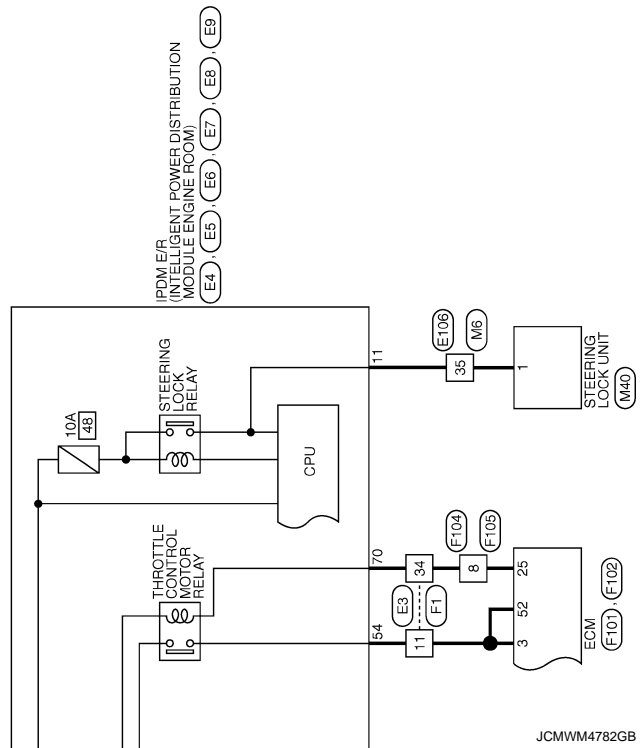 IPDM E/R
(INTELLIGENT POWER DISTRIBUTION
MODULE ENGINE ROOM)
E4 , E5 , E6 , E7 , E8 , E9
10A
48
STEERING
LOCK
RELAY
CPU
THROTTLE
CONTROL
MOTOR
RELAY
11
E106
M6
35
1
STEERING
LOCK UNIT
M40
70
54
E3
F1
34
11
F104
F105
8
25
52
3
ECM
F101 , F102
JCMWM4782GB